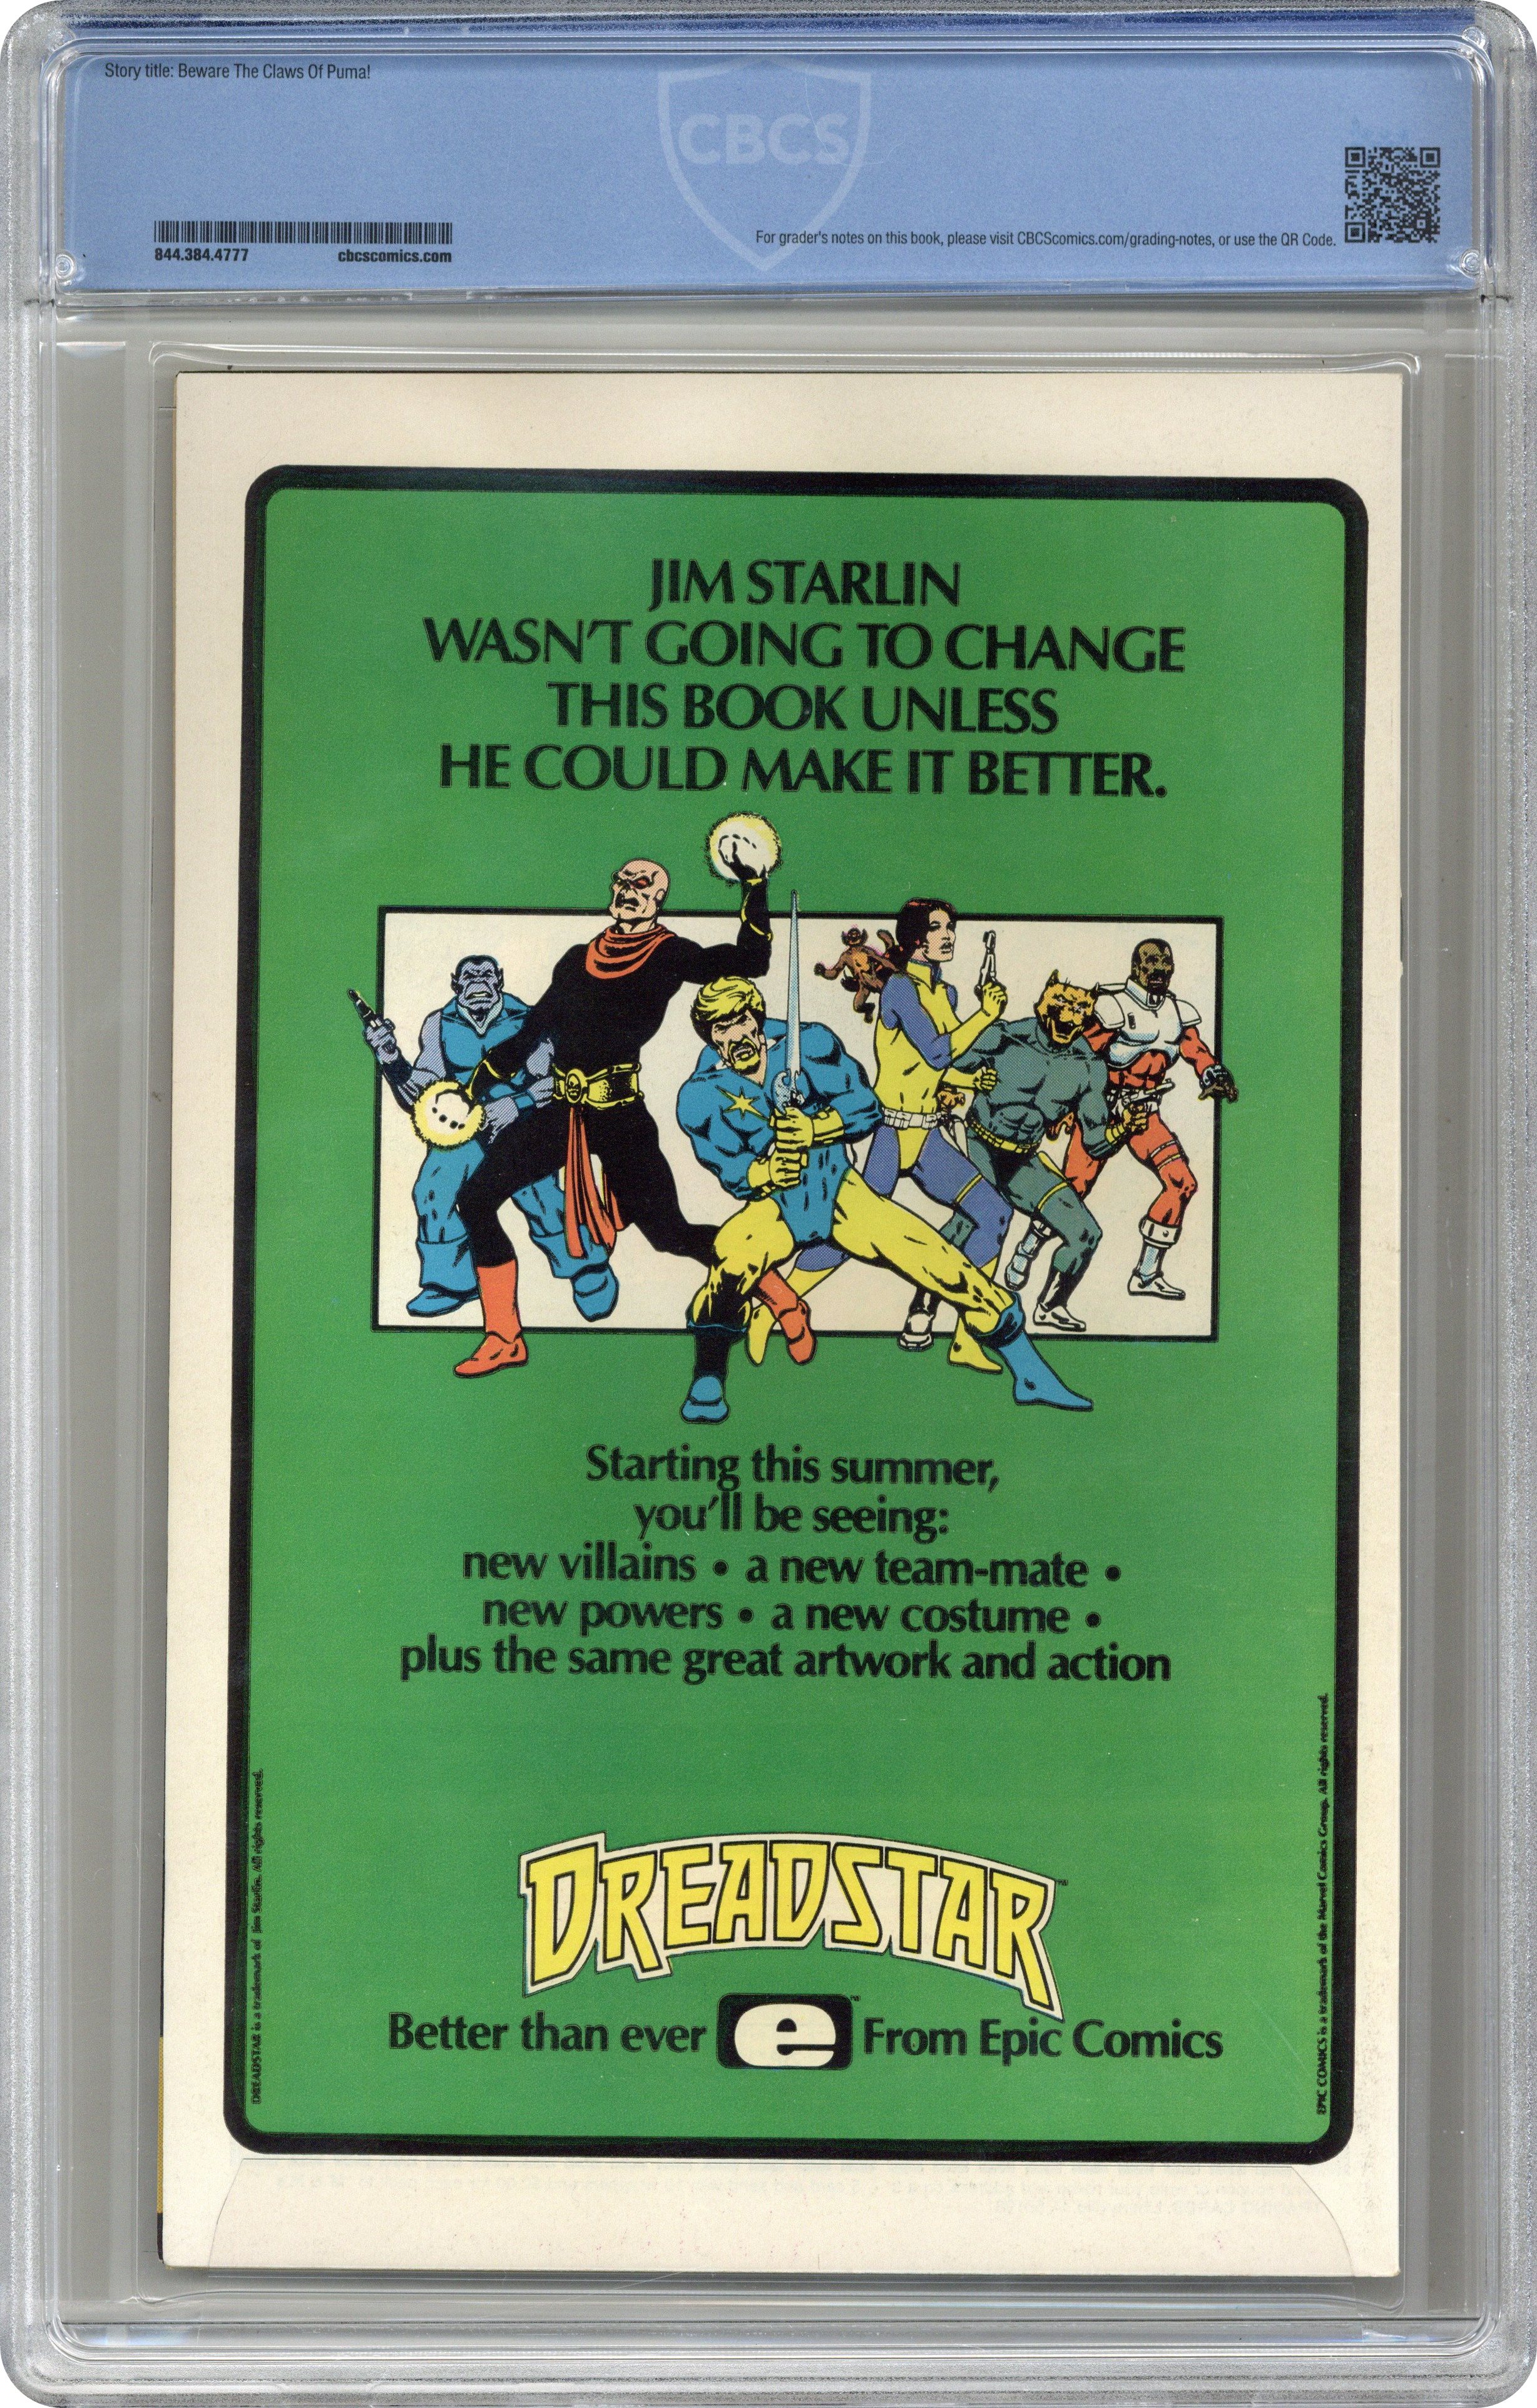 Story title: Beware The Claws Of Puma!
CBCS
844.384.4777
cbcscomics.com
For grader's notes on this book, please visit CBCScomics.com/grading-notes, or use the QR Code.
JIM STARLIN
WASN'T GOING TO CHANGE
THIS BOOK UNLESS
HE COULD MAKE IT BETTER.
Starting this summer,
you'll be seeing:
new villains • a new team-mate •
new powers • a new costume •
plus the same great artwork and action
DREADSTAR™
Better than ever e™ From Epic Comics
DREADSTAR is a trademark of Jim Starlin. All rights reserved.
EPIC COMICS is a trademark of the Marvel Comics Group. All rights reserved.